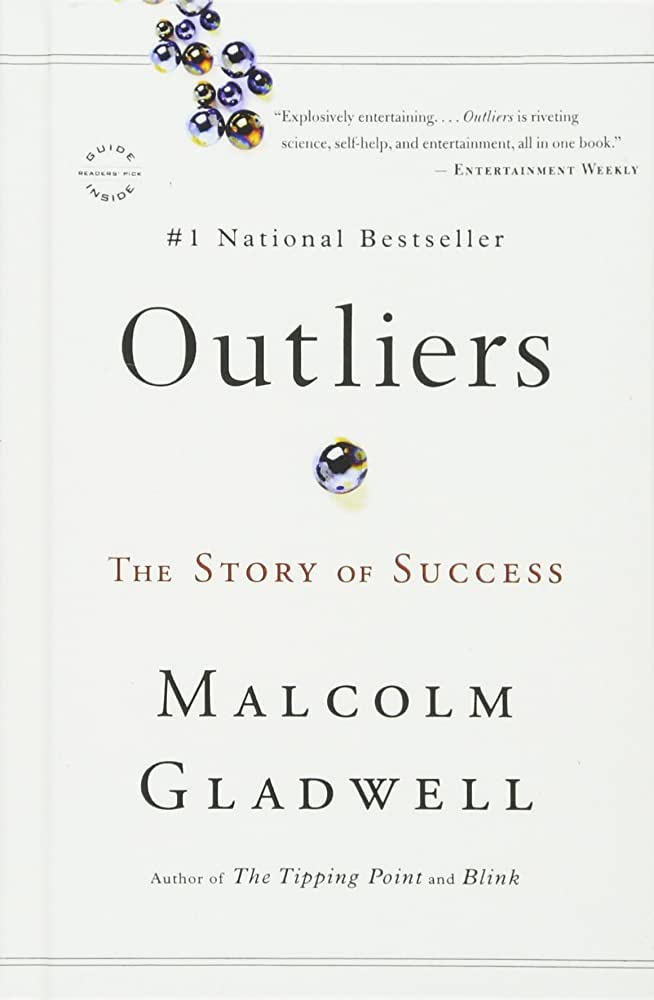 “Explosively entertaining. . . . Outliers is riveting
science, self-help, and entertainment, all in one book.”
— ENTERTAINMENT WEEKLY
GUIDE
READERS' PICK
INSIDE
#1 National Bestseller
Outliers
THE STORY OF SUCCESS
MALCOLM
GLADWELL
Author of The Tipping Point and Blink